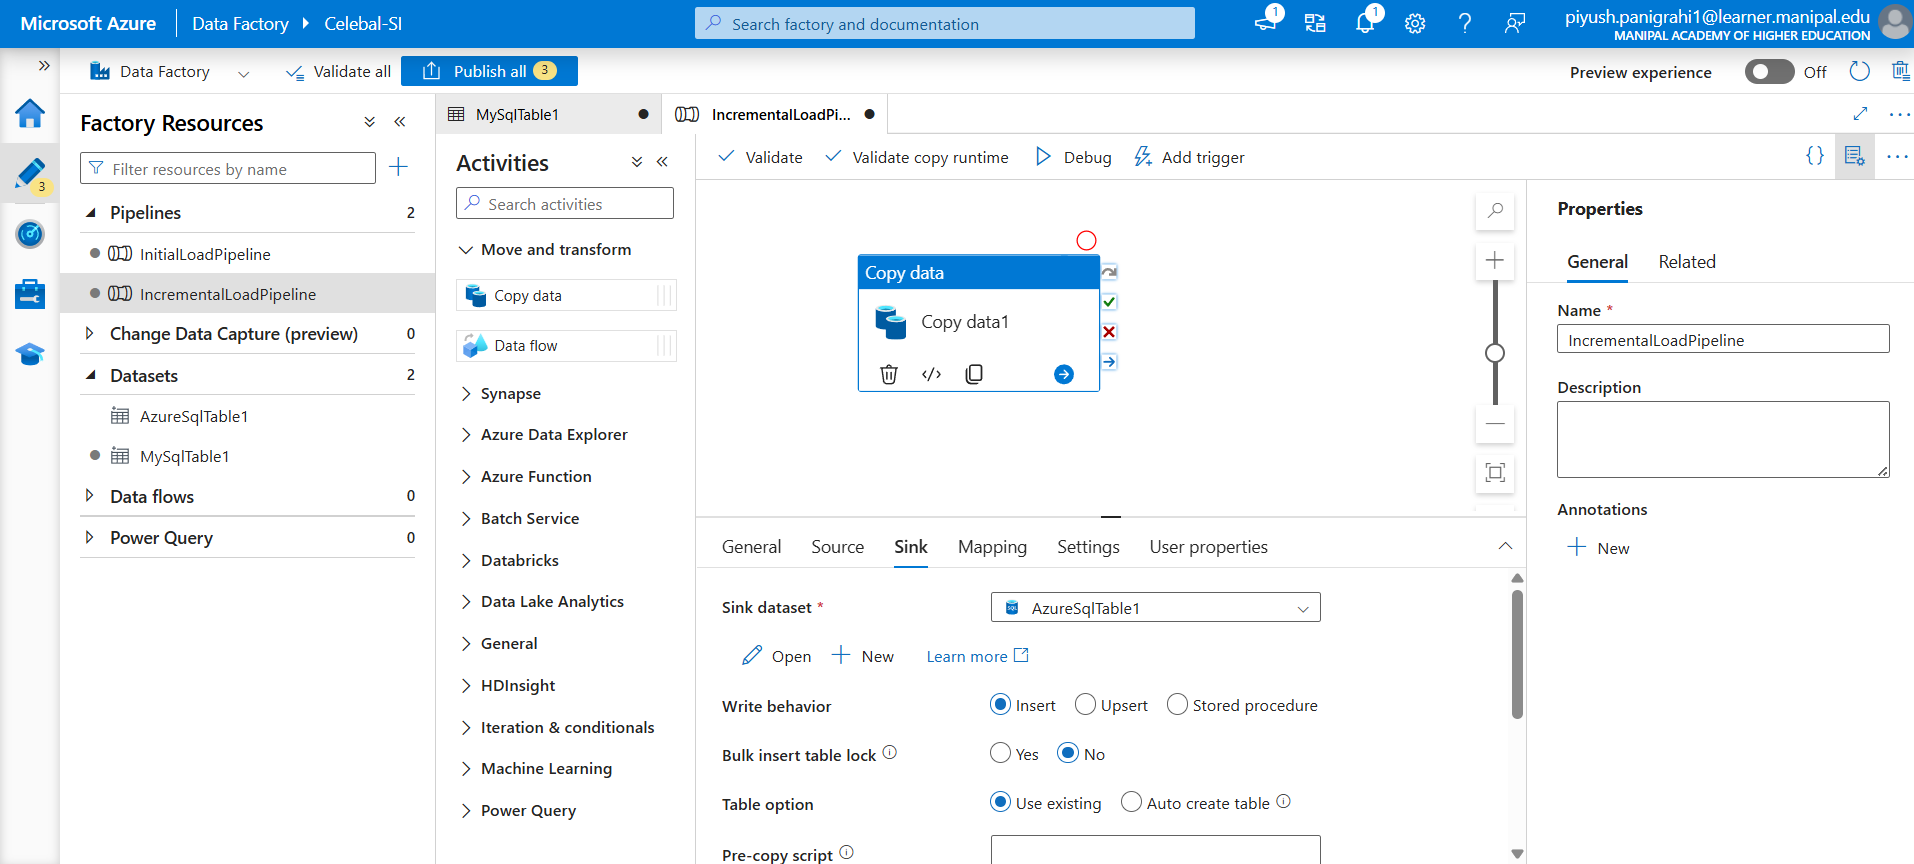 Microsoft Azure
Data Factory
Celebal-SI
Search factory and documentation
1
1
piyush.panigrahi1@learner.manipal.edu
MANIPAL ACADEMY OF HIGHER EDUCATION
Data Factory
Validate all
Publish all 3
Preview experience
Off
3
Factory Resources
Filter resources by name
Pipelines 2
InitialLoadPipeline
IncrementalLoadPipeline
Change Data Capture (preview) 0
Datasets 2
AzureSqlTable1
MySqlTable1
Data flows 0
Power Query 0
MySqlTable1
IncrementalLoadPi...
Activities
Search activities
Move and transform
Copy data
Data flow
Synapse
Azure Data Explorer
Azure Function
Batch Service
Databricks
Data Lake Analytics
General
HDInsight
Iteration & conditionals
Machine Learning
Power Query
Validate
Validate copy runtime
Debug
Add trigger
Copy data
Copy data1
General
Source
Sink
Mapping
Settings
User properties
Sink dataset *
SQL
AzureSqlTable1
Open
New
Learn more
Write behavior
Insert
Upsert
Stored procedure
Bulk insert table lock
Yes
No
Table option
Use existing
Auto create table
Pre-copy script
Properties
General
Related
Name *
IncrementalLoadPipeline
Description
Annotations
New